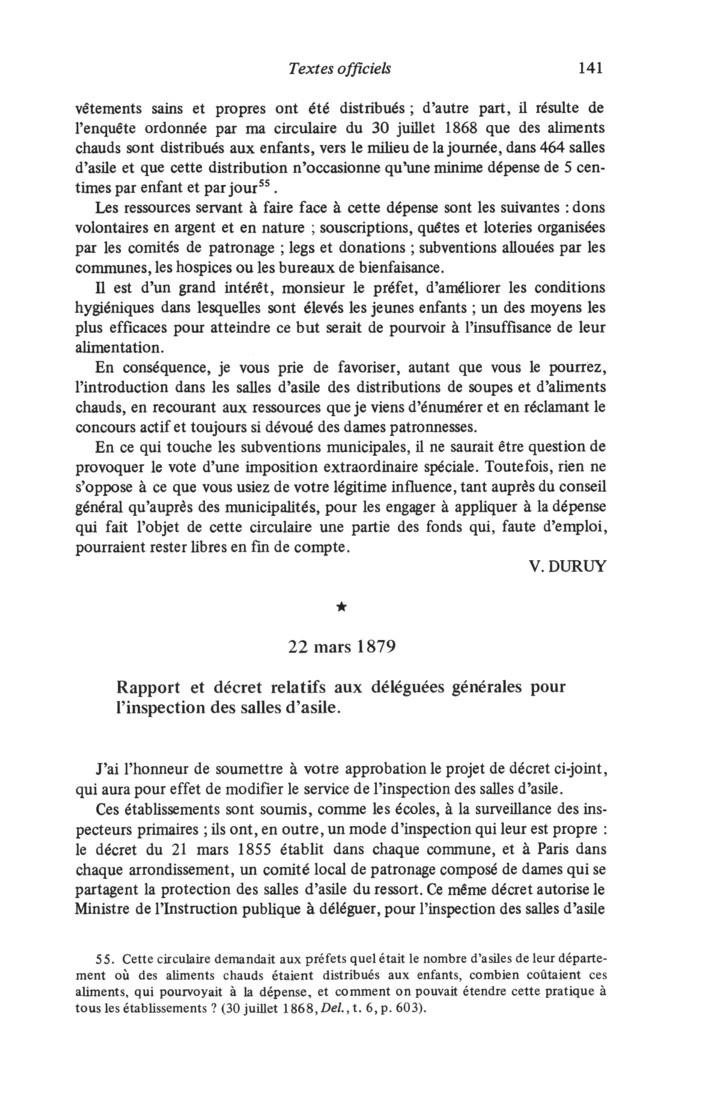 Textes officiels 141
vêtements sains et propres ont été distribués ; d'autre part, il résulte de
l'enquête ordonnée par ma circulaire du 30 juillet 1868 que des aliments
chauds sont distribués aux enfants, vers le milieu de la journée, dans 464 salles
d'asile et que cette distribution n'occasionne qu'une minime dépense de 5 cen-
times par enfant et par jour⁵⁵.
Les ressources servant à faire face à cette dépense sont les suivantes : dons
volontaires en argent et en nature ; souscriptions, quêtes et loteries organisées
par les comités de patronage ; legs et donations ; subventions allouées par les
communes, les hospices ou les bureaux de bienfaisance.
Il est d'un grand intérêt, monsieur le préfet, d'améliorer les conditions
hygiéniques dans lesquelles sont élevés les jeunes enfants ; un des moyens les
plus efficaces pour atteindre ce but serait de pourvoir à l'insuffisance de leur
alimentation.
En conséquence, je vous prie de favoriser, autant que vous le pourrez,
l'introduction dans les salles d'asile des distributions de soupes et d'aliments
chauds, en recourant aux ressources que je viens d'énumérer et en réclamant le
concours actif et toujours si dévoué des dames patronnesses.
En ce qui touche les subventions municipales, il ne saurait être question de
provoquer le vote d'une imposition extraordinaire spéciale. Toutefois, rien ne
s'oppose à ce que vous usiez de votre légitime influence, tant auprès du conseil
général qu'auprès des municipalités, pour les engager à appliquer à la dépense
qui fait l'objet de cette circulaire une partie des fonds qui, faute d'emploi,
pourraient rester libres en fin de compte.
V. DURUY
★
22 mars 1879
Rapport et décret relatifs aux déléguées générales pour
l'inspection des salles d'asile.
J'ai l'honneur de soumettre à votre approbation le projet de décret ci-joint,
qui aura pour effet de modifier le service de l'inspection des salles d'asile.
Ces établissements sont soumis, comme les écoles, à la surveillance des ins-
pecteurs primaires ; ils ont, en outre, un mode d'inspection qui leur est propre :
le décret du 21 mars 1855 établit dans chaque commune, et à Paris dans
chaque arrondissement, un comité local de patronage composé de dames qui se
partagent la protection des salles d'asile du ressort. Ce même décret autorise le
Ministre de l'Instruction publique à déléguer, pour l'inspection des salles d'asile
55. Cette circulaire demandait aux préfets quel était le nombre d'asiles de leur départe-
ment où des aliments chauds étaient distribués aux enfants, combien coûtaient ces
aliments, qui pourvoyait à la dépense, et comment on pouvait étendre cette pratique à
tous les établissements ? (30 juillet 1868, Del., t. 6, p. 603).